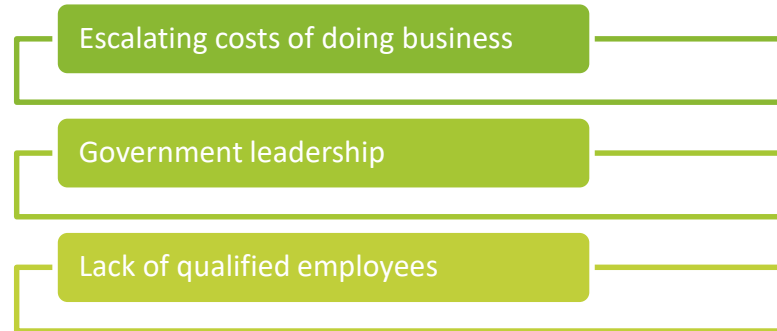 Escalating costs of doing business
Government leadership
Lack of qualified employees